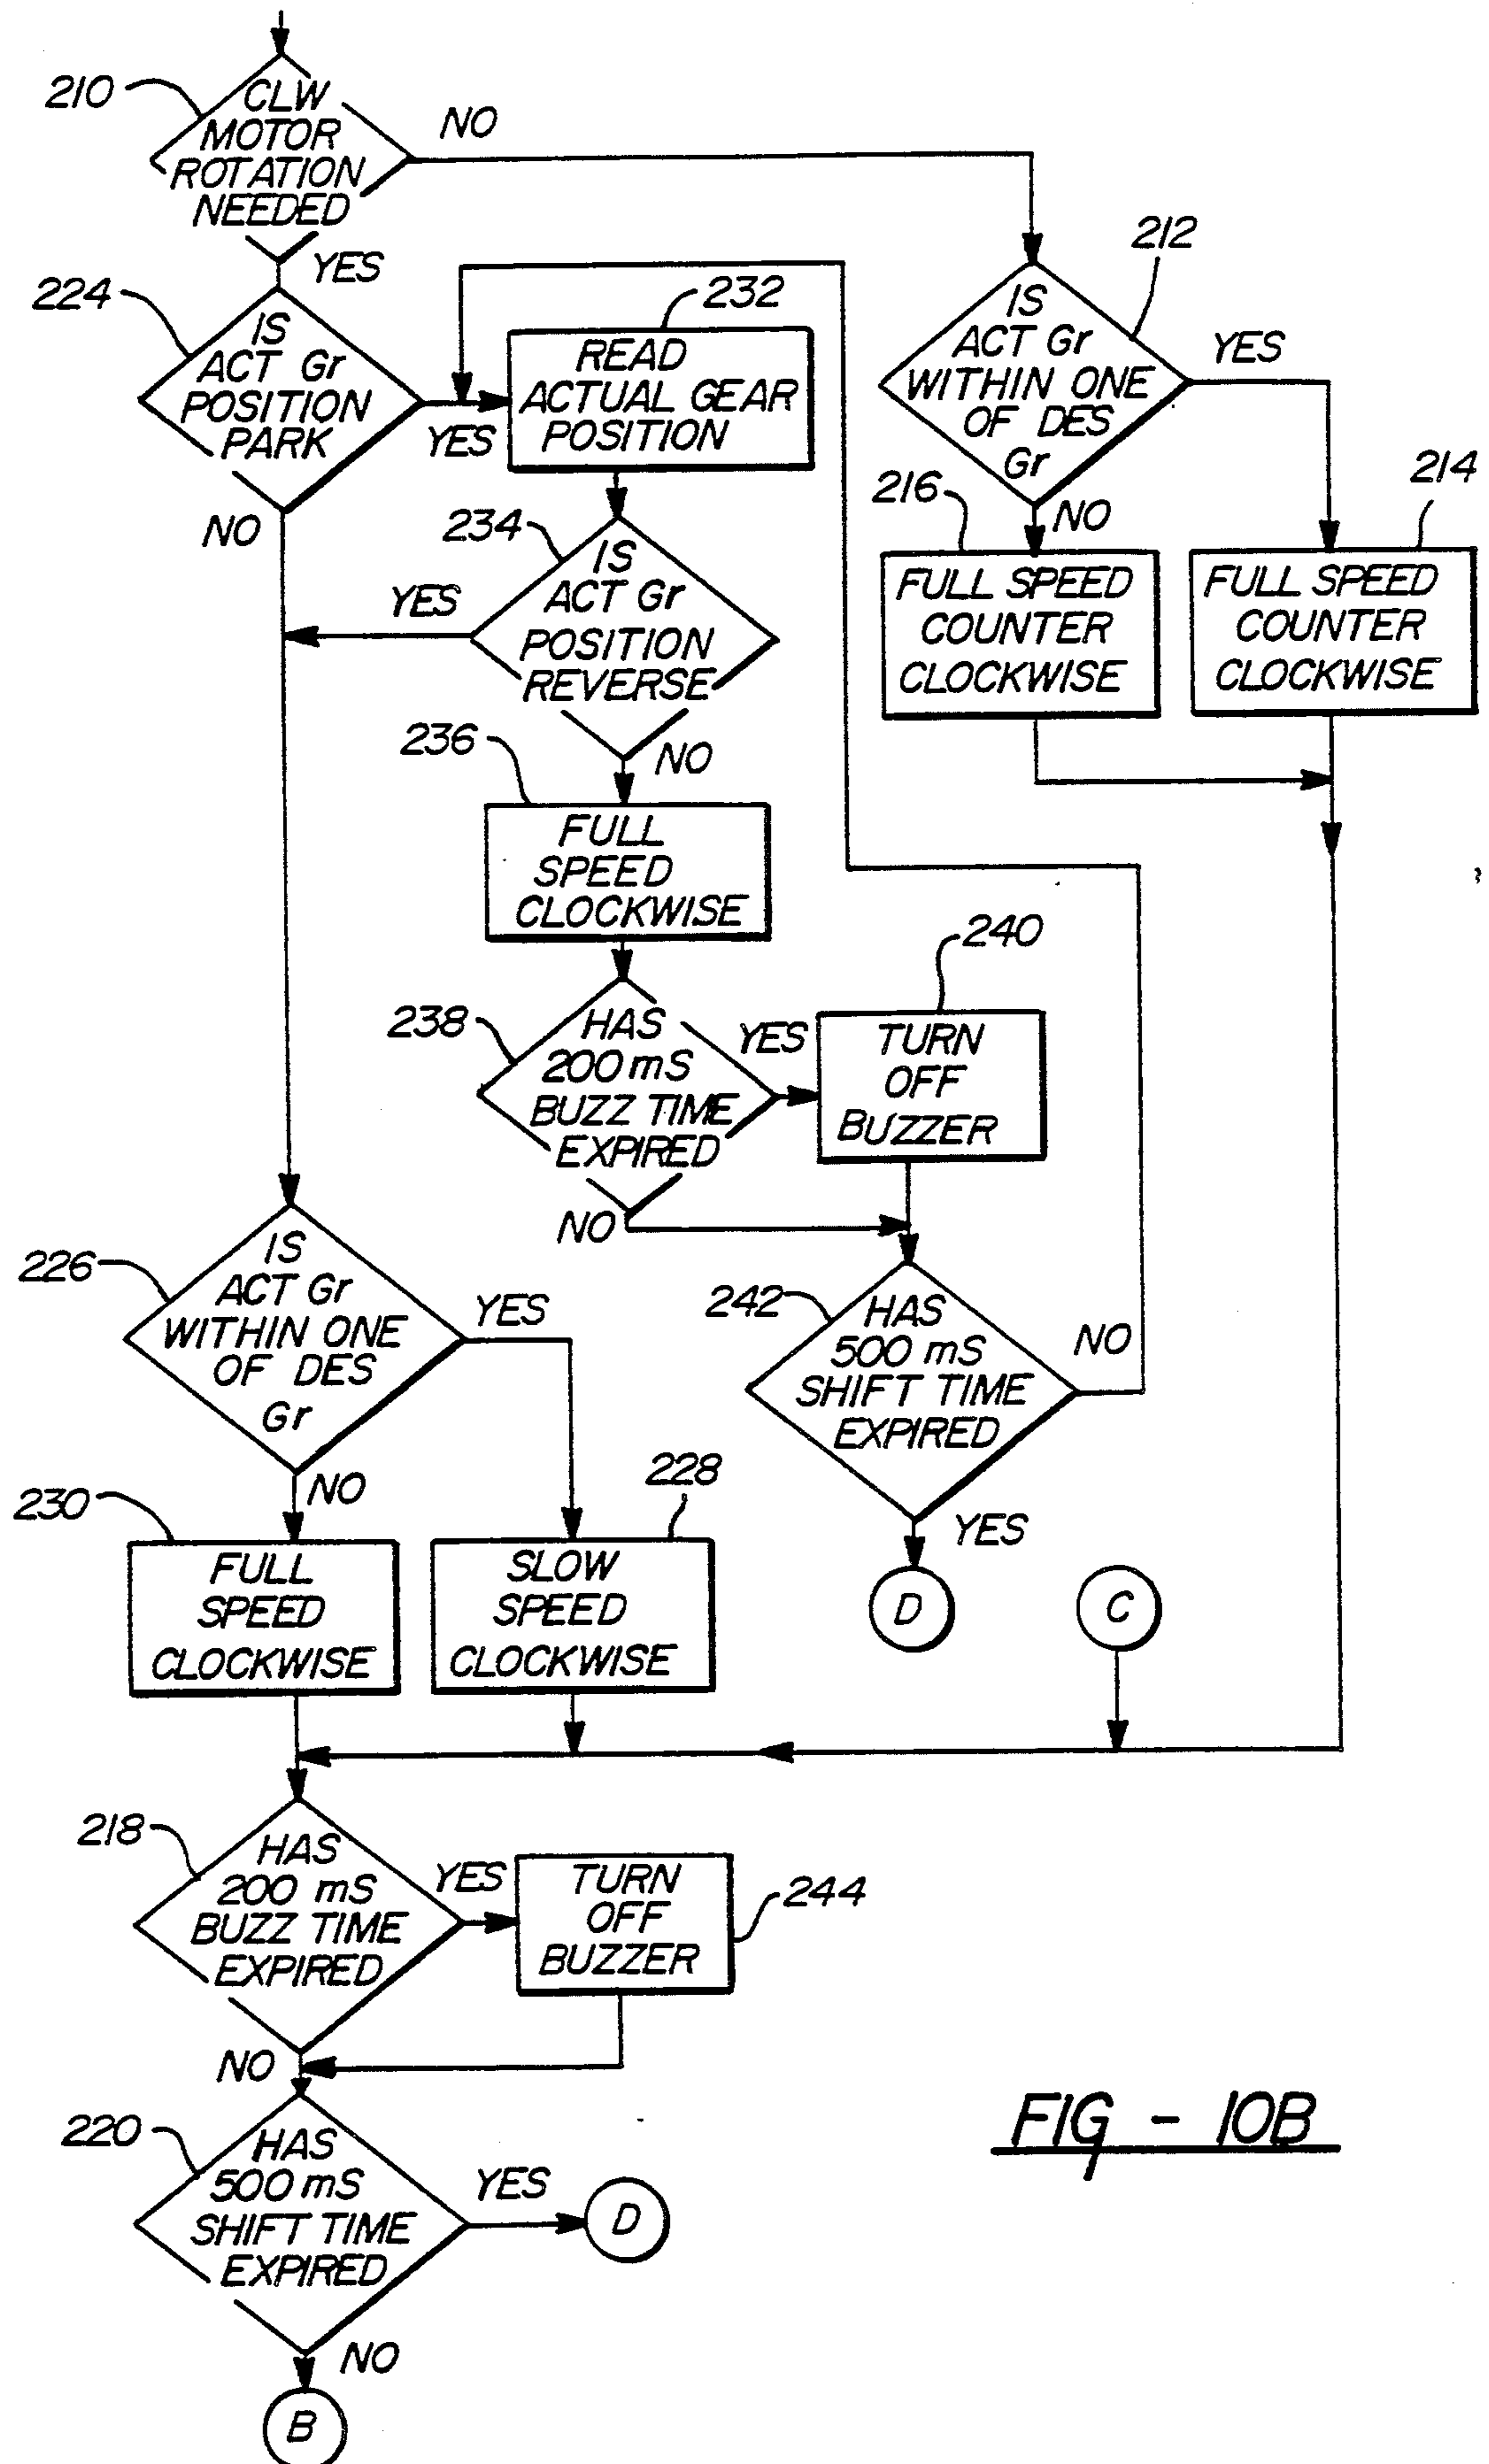 210
CLW
MOTOR
ROTATION
NEEDED
NO
YES
212
IS
ACT Gr
WITHIN ONE
OF DES
Gr
YES
NO
224
IS
ACT Gr
POSITION
PARK
YES
NO
232
READ
ACTUAL GEAR
POSITION
216
FULL SPEED
COUNTER
CLOCKWISE
214
FULL SPEED
COUNTER
CLOCKWISE
234
IS
ACT Gr
POSITION
REVERSE
YES
NO
236
FULL
SPEED
CLOCKWISE
238
HAS
200 mS
BUZZ TIME
EXPIRED
YES
NO
240
TURN
OFF
BUZZER
226
IS
ACT Gr
WITHIN ONE
OF DES
Gr
YES
NO
242
HAS
500 mS
SHIFT TIME
EXPIRED
NO
YES
230
FULL
SPEED
CLOCKWISE
228
SLOW
SPEED
CLOCKWISE
D
C
218
HAS
200 mS
BUZZ TIME
EXPIRED
YES
NO
TURN
OFF
BUZZER
244
220
HAS
500 mS
SHIFT TIME
EXPIRED
YES
D
NO
B
FIG - 10B